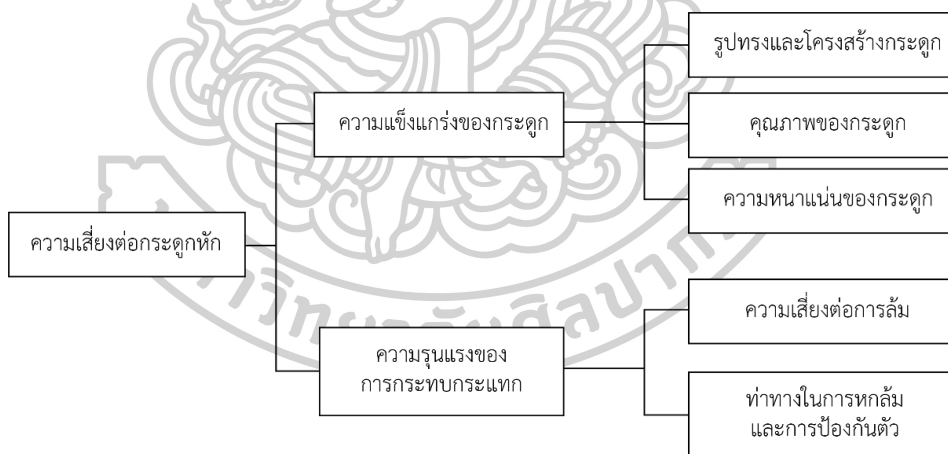 รูปทรงและโครงสร้างกระดูก
ความแข็งแกร่งของกระดูก
คุณภาพของกระดูก
ความหนาแน่นของกระดูก
ความเสี่ยงต่อกระดูกหัก
ความเสี่ยงต่อการล้ม
ความรุนแรงของ
การกระทบกระแทก
ท่าทางในการหกล้ม
และการป้องกันตัว